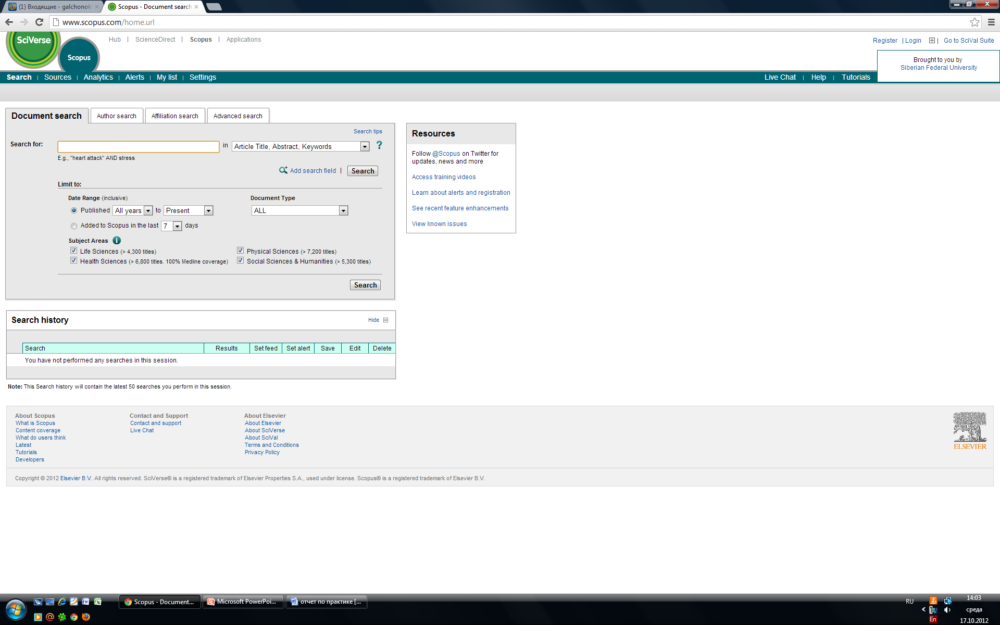 (1) Входящие - galchonok
Scopus - Document search
www.scopus.com/home.url
SciVerse
Scopus
Hub | ScienceDirect | Scopus | Applications
Register | Login | Go to SciVal Suite
Brought to you by
Siberian Federal University
Search | Sources | Analytics | Alerts | My list | Settings
Live Chat | Help | Tutorials
Document search
Author search
Affiliation search
Advanced search
Search tips
Search for:
in
Article Title, Abstract, Keywords
?
E.g., "heart attack" AND stress
Add search field | Search
Limit to:
Date Range (inclusive)
Document Type
Published All years to Present
ALL
Added to Scopus in the last 7 days
Subject Areas i
Life Sciences (> 4,300 titles)
Physical Sciences (> 7,200 titles)
Health Sciences (> 6,800 titles. 100% Medline coverage)
Social Sciences & Humanities (> 5,300 titles)
Search
Resources
Follow @Scopus on Twitter for
updates, news and more
Access training videos
Learn about alerts and registration
See recent feature enhancements
View known issues
Search history
Hide
Search Results Set feed Set alert Save Edit Delete
You have not performed any searches in this session.
Note: This Search history will contain the latest 50 searches you perform in this session.
About Scopus
What is Scopus
Content coverage
What do users think
Latest
Tutorials
Developers
Contact and Support
Contact and support
Live Chat
About Elsevier
About Elsevier
About SciVerse
About SciVal
Terms and Conditions
Privacy Policy
ELSEVIER
Copyright © 2012 Elsevier B.V. All rights reserved. SciVerse® is a registered trademark of Elsevier Properties S.A., used under license. Scopus® is a registered trademark of Elsevier B.V.
Scopus - Document...
Microsoft PowerPoi...
отчет по практике [...
RU
En
14:03
среда
17.10.2012